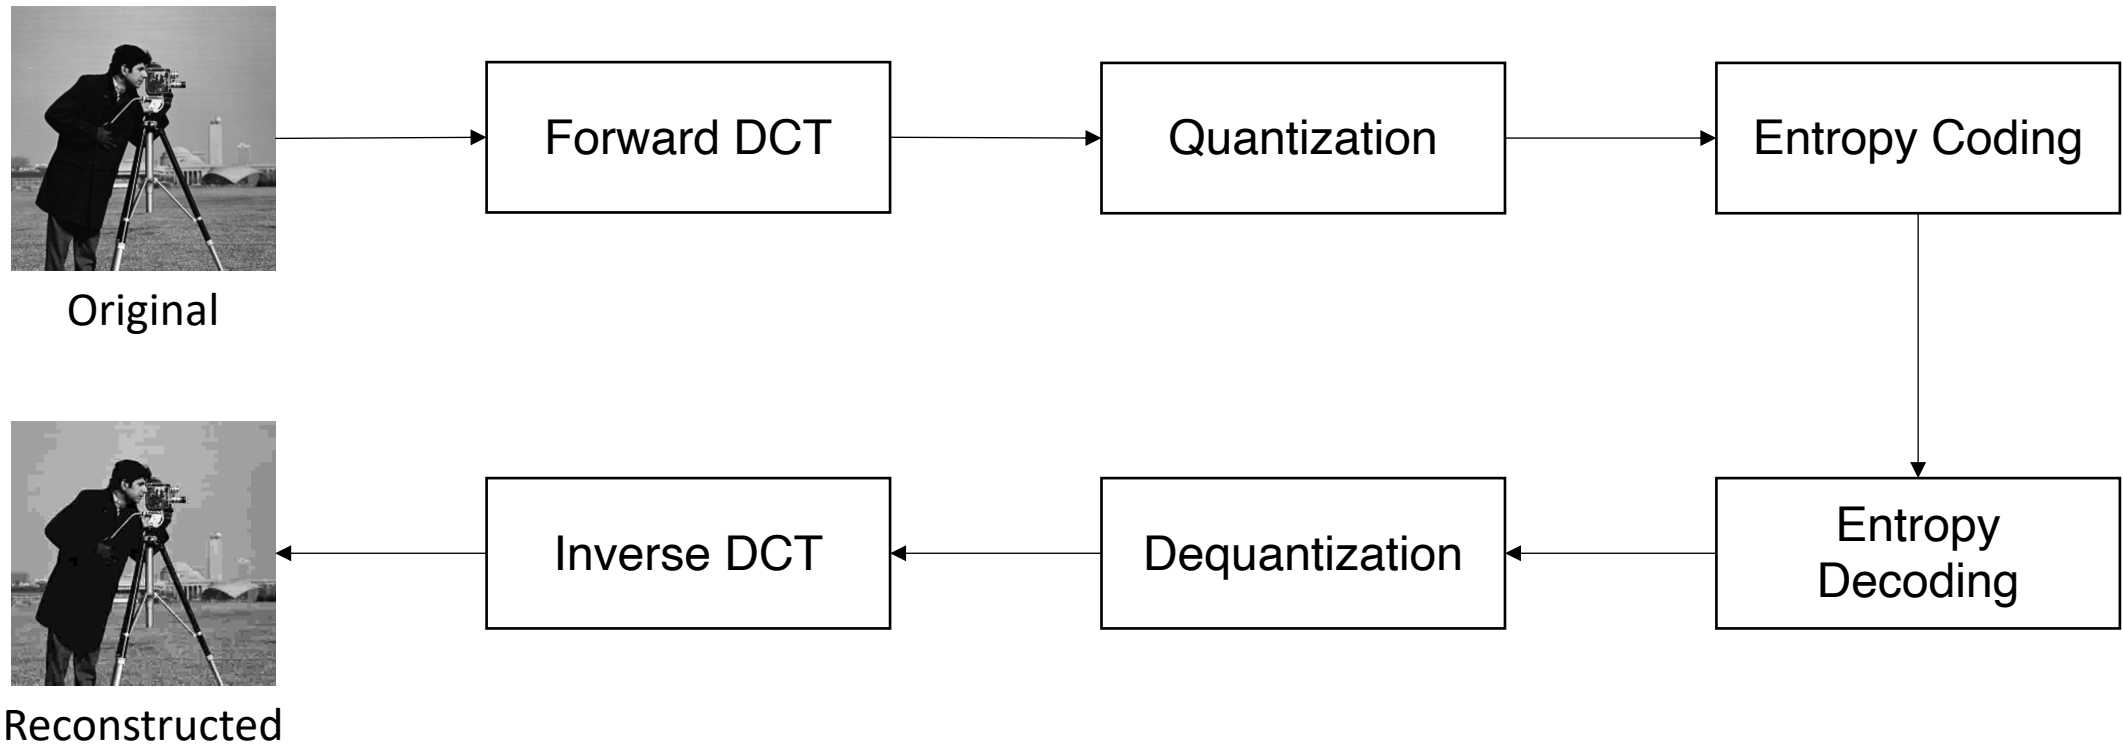 Forward DCT
Quantization
Entropy Coding
Original
Inverse DCT
Dequantization
Entropy
Decoding
Reconstructed